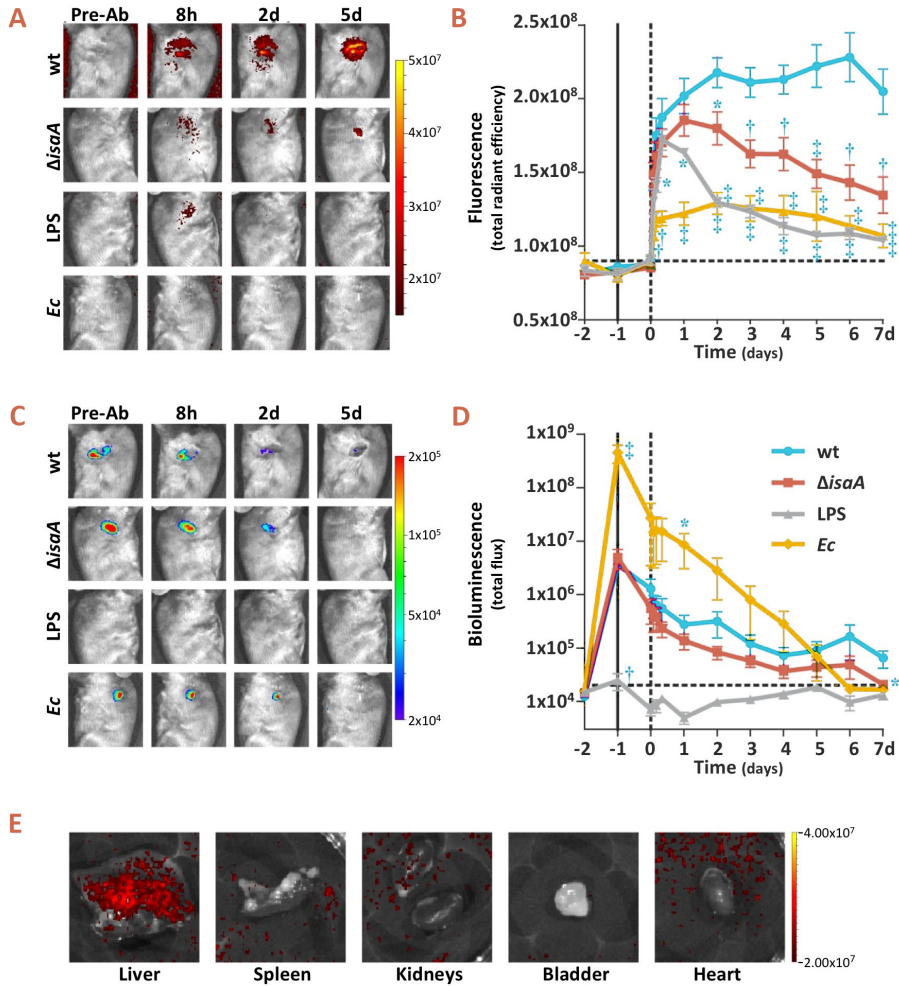 A
Pre-Ab 8h 2d 5d
wt
ΔisaA
LPS
Ec
5x10⁷
4x10⁷
3x10⁷
2x10⁷
B
Fluorescence
(total radiant efficiency)
2.5x10⁸
2.0x10⁸
1.5x10⁸
1.0x10⁸
0.5x10⁸
* * *
† † † † †
‡ ‡ ‡ ‡ ‡ ‡ ‡ ‡
-2 -1 0 1 2 3 4 5 6 7d
Time (days)
C
Pre-Ab 8h 2d 5d
wt
ΔisaA
LPS
Ec
2x10⁵
1x10⁵
5x10⁴
2x10⁴
D
Bioluminescence
(total flux)
1x10⁹
1x10⁸
1x10⁷
1x10⁶
1x10⁵
1x10⁴
‡
*
†
*
wt
ΔisaA
LPS
Ec
-2 -1 0 1 2 3 4 5 6 7d
Time (days)
E
4.00x10⁷
2.00x10⁷
Liver Spleen Kidneys Bladder Heart